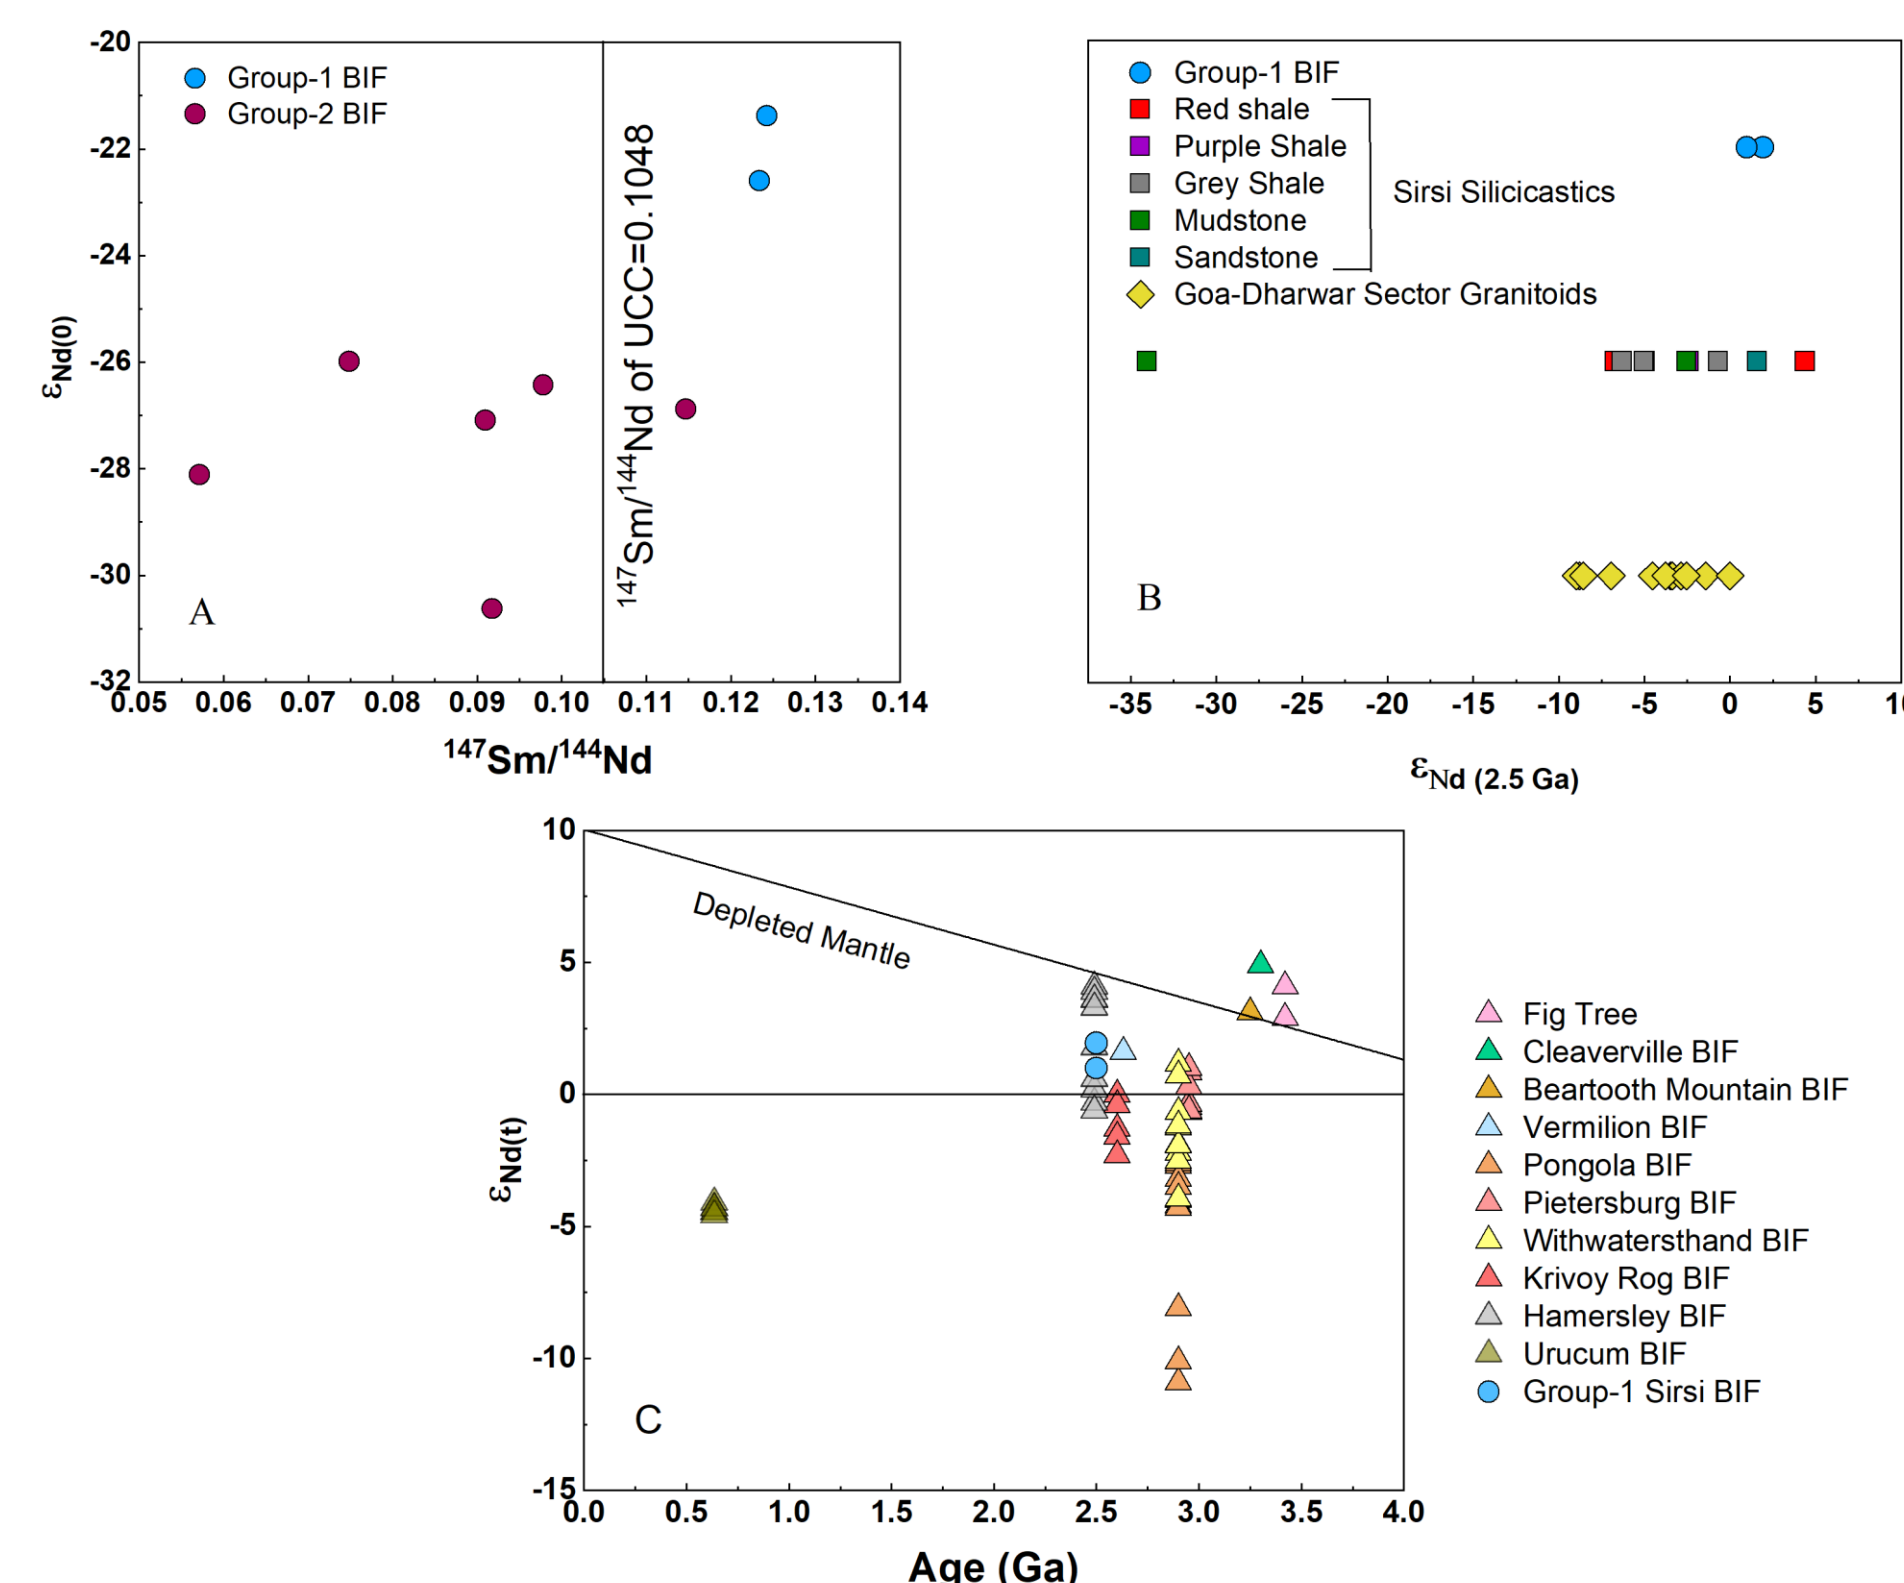 -20
-22
-24
-26
-28
-30
-32
εNd(0)
Group-1 BIF
Group-2 BIF
147Sm/144Nd of UCC=0.1048
A
0.05 0.06 0.07 0.08 0.09 0.10 0.11 0.12 0.13 0.14
147Sm/144Nd
Group-1 BIF
Red shale
Purple Shale
Grey Shale
Mudstone
Sandstone
Goa-Dharwar Sector Granitoids
Sirsi Silicicastics
B
-35 -30 -25 -20 -15 -10 -5 0 5
εNd (2.5 Ga)
10
5
0
-5
-10
-15
εNd(t)
Depleted Mantle
C
0.0 0.5 1.0 1.5 2.0 2.5 3.0 3.5 4.0
Age (Ga)
Fig Tree
Cleaverville BIF
Beartooth Mountain BIF
Vermilion BIF
Pongola BIF
Pietersburg BIF
Withwatersthand BIF
Krivoy Rog BIF
Hamersley BIF
Urucum BIF
Group-1 Sirsi BIF